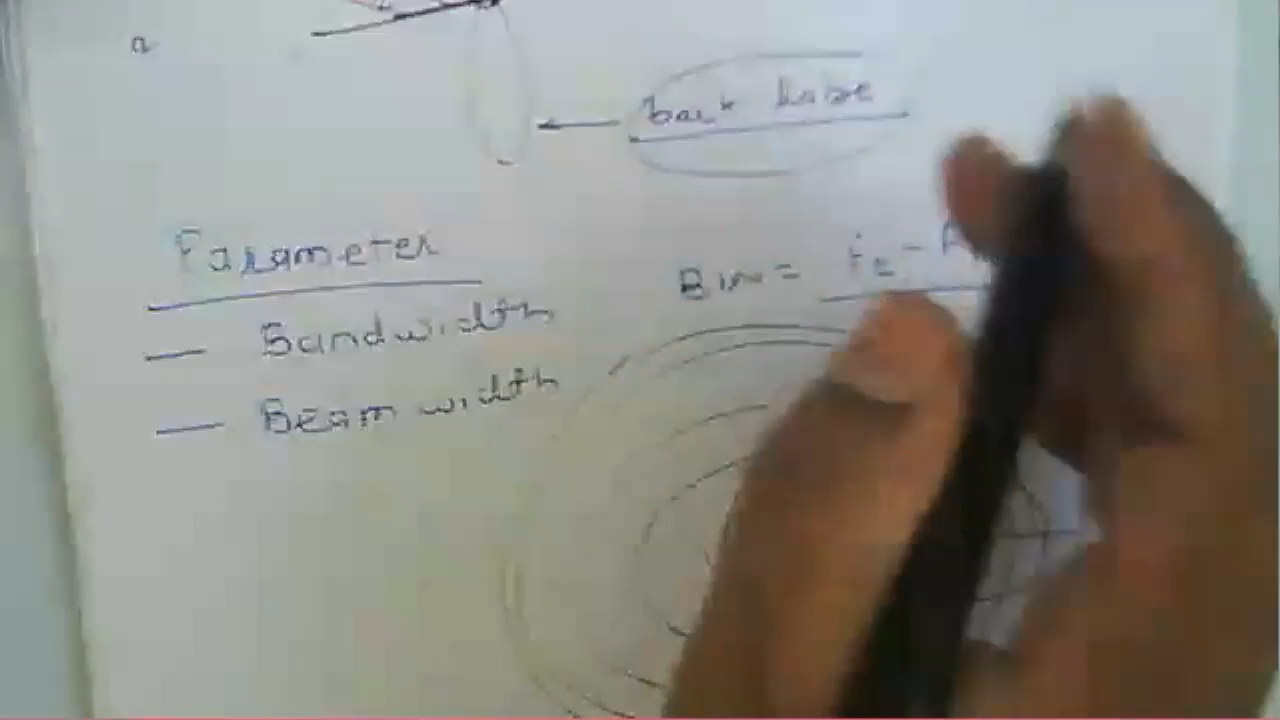 a
back Lobe
Parameter
BW =
— Bandwidth
— Beam width